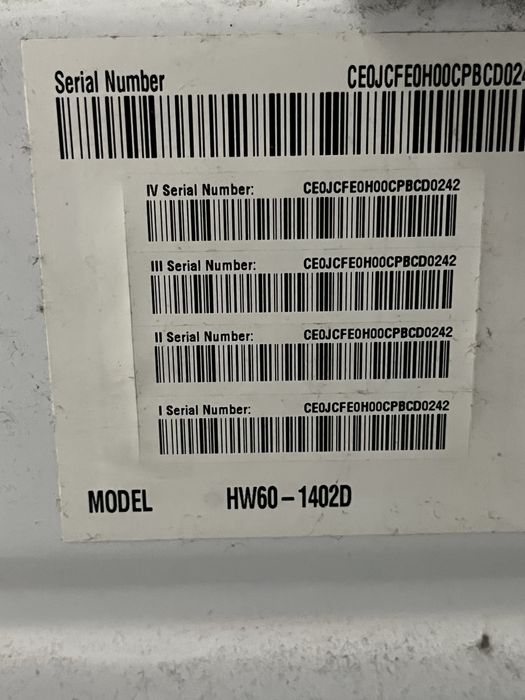 Serial Number CE0JCFE0H00CPBCD024
IV Serial Number: CE0JCFE0H00CPBCD0242
III Serial Number: CE0JCFE0H00CPBCD0242
II Serial Number: CE0JCFE0H00CPBCD0242
I Serial Number: CE0JCFE0H00CPBCD0242
MODEL HW60-1402D